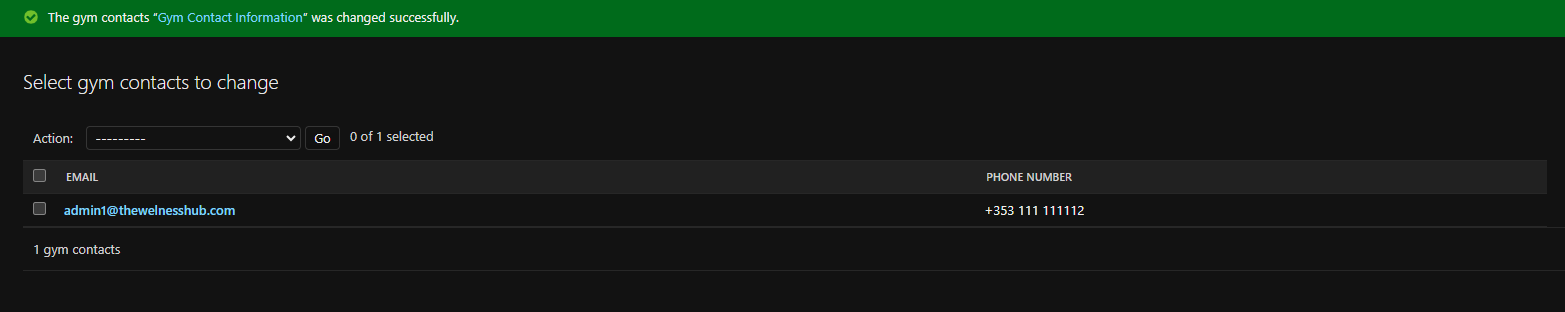 The gym contacts “Gym Contact Information” was changed successfully.
Select gym contacts to change
Action: --------- Go 0 of 1 selected
EMAIL PHONE NUMBER
admin1@thewelnesshub.com +353 111 111112
1 gym contacts